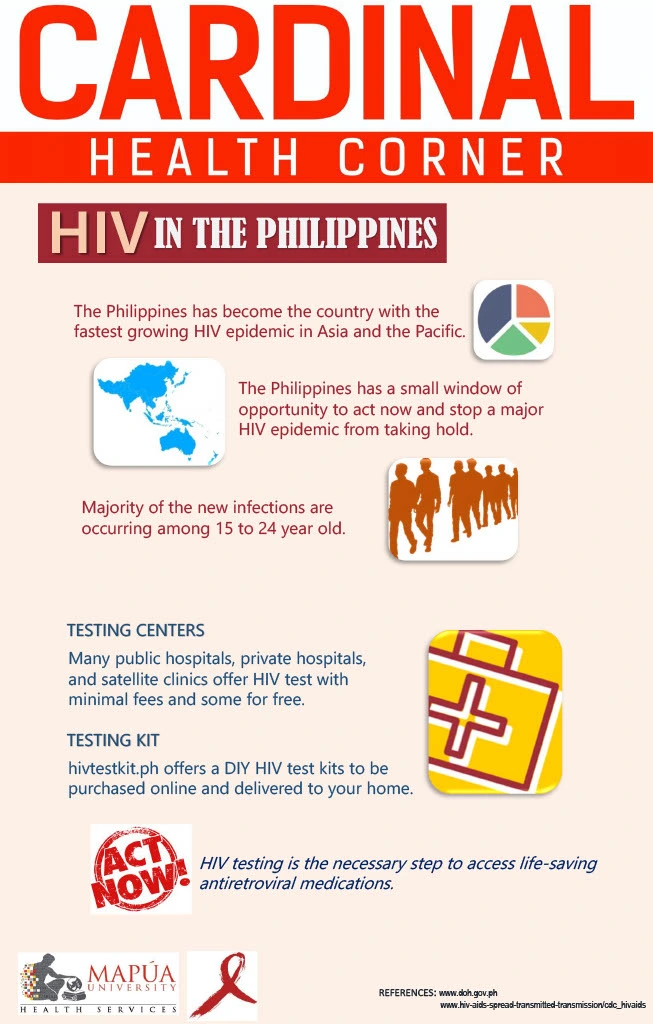 CARDINAL
HEALTH CORNER
HIV IN THE PHILIPPINES
The Philippines has become the country with the
fastest growing HIV epidemic in Asia and the Pacific.
The Philippines has a small window of
opportunity to act now and stop a major
HIV epidemic from taking hold.
Majority of the new infections are
occurring among 15 to 24 year old.
TESTING CENTERS
Many public hospitals, private hospitals,
and satellite clinics offer HIV test with
minimal fees and some for free.
TESTING KIT
hivtestkit.ph offers a DIY HIV test kits to be
purchased online and delivered to your home.
ACT
NOW!
HIV testing is the necessary step to access life-saving
antiretroviral medications.
MAPÚA
UNIVERSITY
HEALTH SERVICES
REFERENCES: www.doh.gov.ph
www.hiv-aids-spread-transmitted-transmission/cdc_hivaids